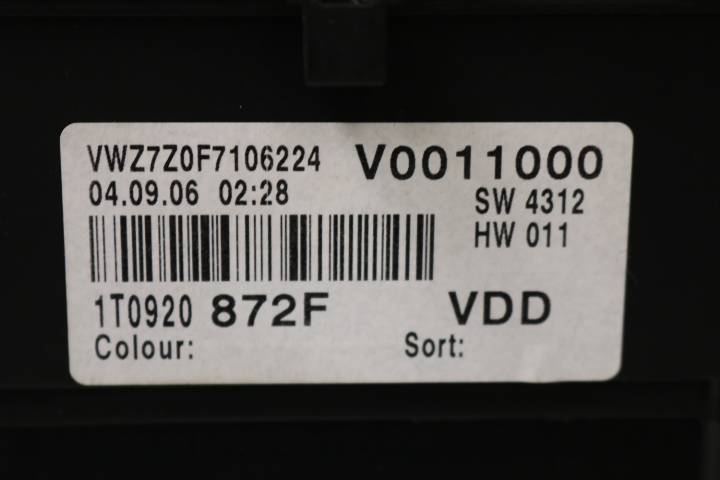 VWZ7Z0F7106224 V0011000
04.09.06 02:28 SW 4312
HW 011
1T0920 872F VDD
Colour: Sort: